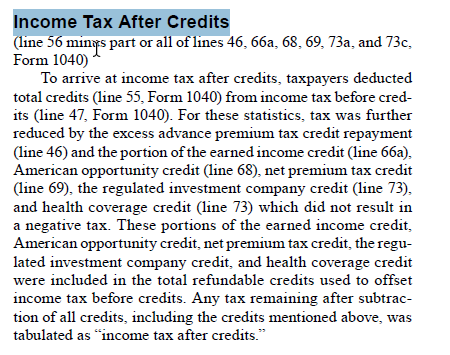 Income Tax After Credits
(line 56 minus part or all of lines 46, 66a, 68, 69, 73a, and 73c,
Form 1040)
To arrive at income tax after credits, taxpayers deducted
total credits (line 55, Form 1040) from income tax before cred-
its (line 47, Form 1040). For these statistics, tax was further
reduced by the excess advance premium tax credit repayment
(line 46) and the portion of the earned income credit (line 66a),
American opportunity credit (line 68), net premium tax credit
(line 69), the regulated investment company credit (line 73),
and health coverage credit (line 73) which did not result in
a negative tax. These portions of the earned income credit,
American opportunity credit, net premium tax credit, the regu-
lated investment company credit, and health coverage credit
were included in the total refundable credits used to offset
income tax before credits. Any tax remaining after subtrac-
tion of all credits, including the credits mentioned above, was
tabulated as “income tax after credits.”